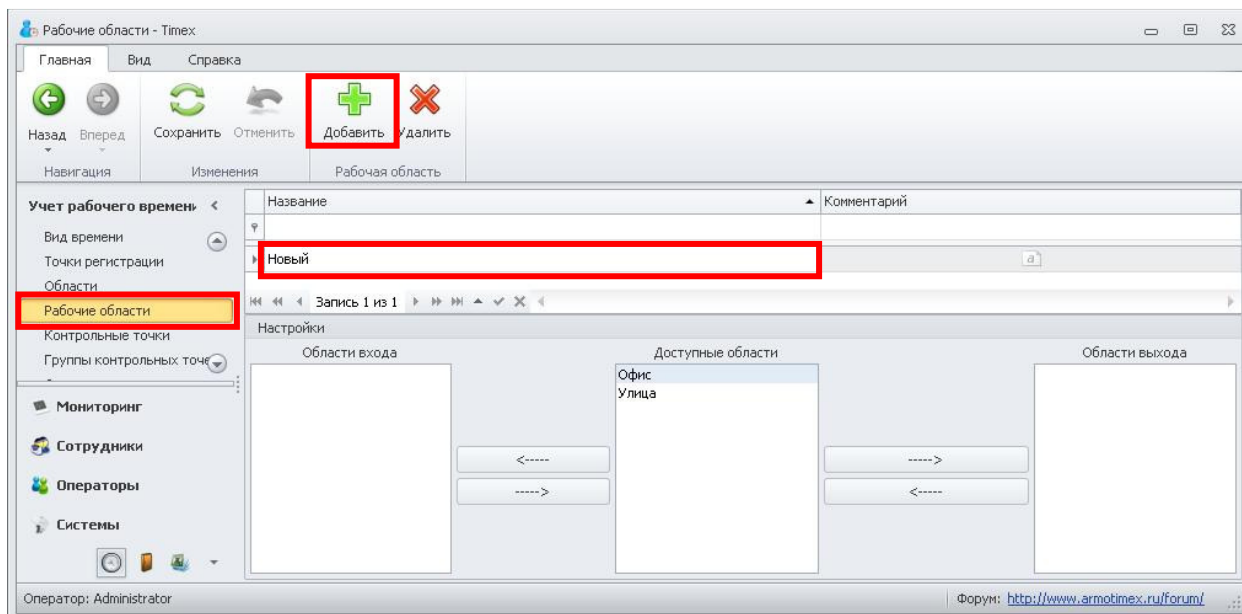 Рабочие области - Timex
Главная Вид Справка
Назад Вперед Сохранить Отменить Добавить Удалить
Навигация Изменения Рабочая область
Учет рабочего времени
Вид времени
Точки регистрации
Области
Рабочие области
Контрольные точки
Группы контрольных
Мониторинг
Сотрудники
Операторы
Системы
Название Комментарий
Новый
Запись 1 из 1
Настройки
Области входа Доступные области Области выхода
Офис
Улица
<----- ----->
-----> <-----
Оператор: Administrator Форум: http://www.armotimex.ru/forum/